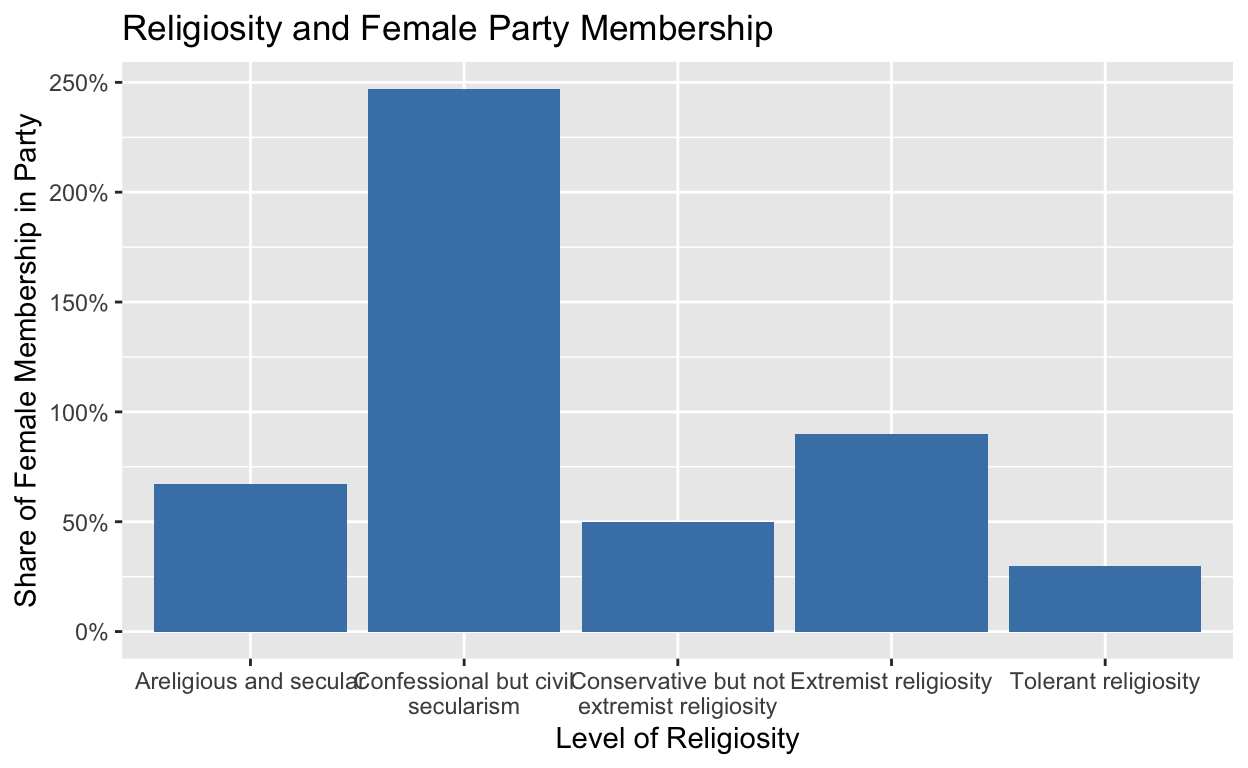 Religiosity and Female Party Membership
Share of Female Membership in Party
250%
200%
150%
100%
50%
0%
Areligious and secular
Confessional but civil
secularism
Conservative but not
extremist religiosity
Extremist religiosity
Tolerant religiosity
Level of Religiosity